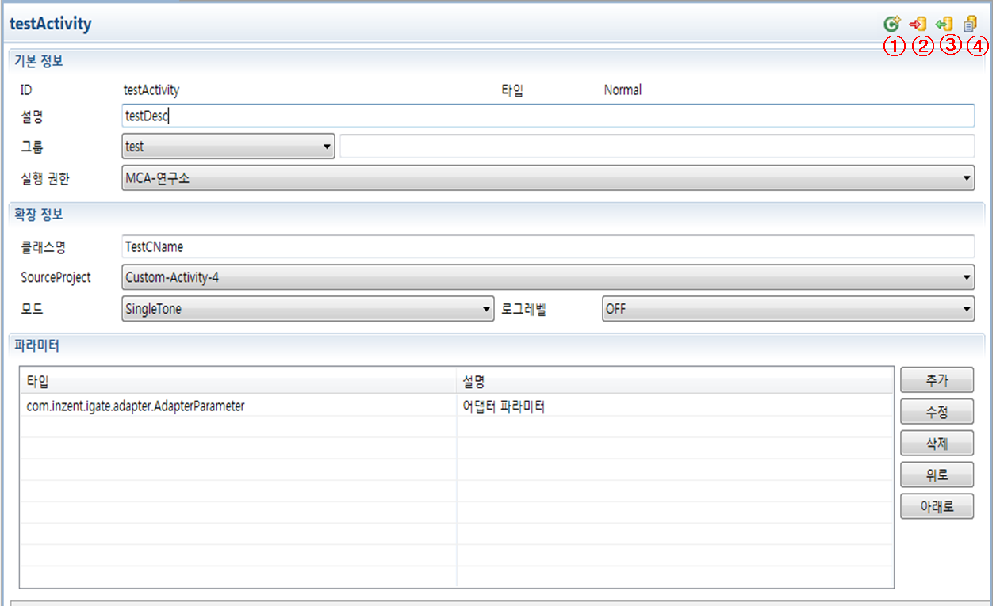 testActivity
① ② ③ ④
기본 정보
ID testActivity 타입 Normal
설명 testDesc
그룹 test
실행 권한 MCA-연구소
확장 정보
클래스명 TestCName
SourceProject Custom-Activity-4
모드 SingleTone 로그레벨 OFF
파라미터
타입 설명 추가
com.inzent.igate.adapter.AdapterParameter 어댑터 파라미터 수정
삭제
위로
아래로